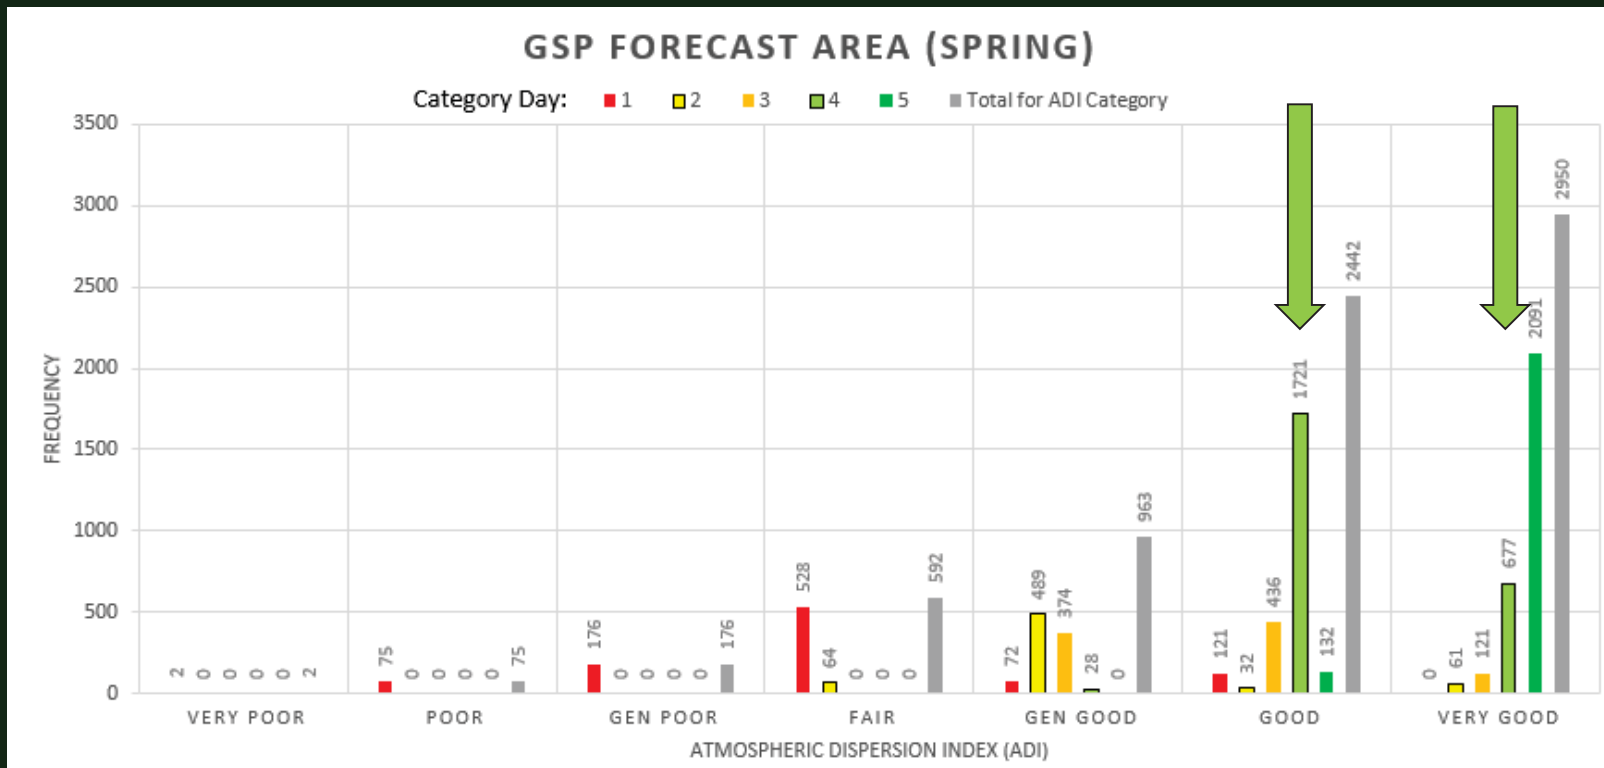 GSP FORECAST AREA (SPRING)
Category Day: 1 2 3 4 5 Total for ADI Category
3500
3000
2500
2000
1500
1000
500
0
FREQUENCY
2 0 0 0 0 2
75 0 0 0 0 75
176 0 0 0 0 176
528 64 0 0 0 592
72 489 374 28 0 963
121 32 436 1721 132 2442
0 61 121 677 2091 2950
VERY POOR POOR GEN POOR FAIR GEN GOOD GOOD VERY GOOD
ATMOSPHERIC DISPERSION INDEX (ADI)